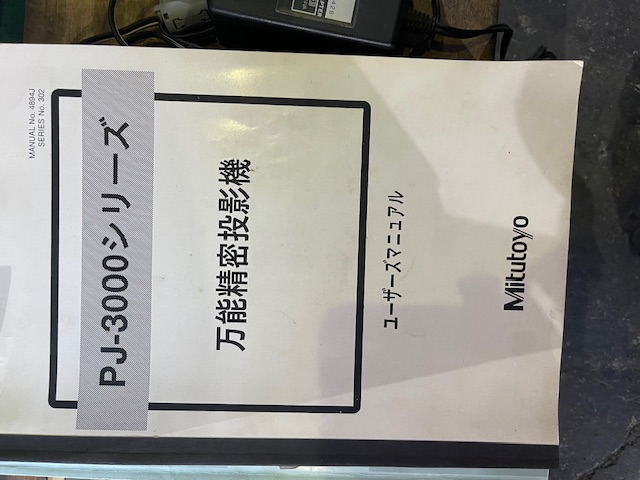 MANUAL No. 4894J
SERIES No. 302
PJ-3000シリーズ
万能精密投影機
ユーザーズマニュアル
Mitutoyo